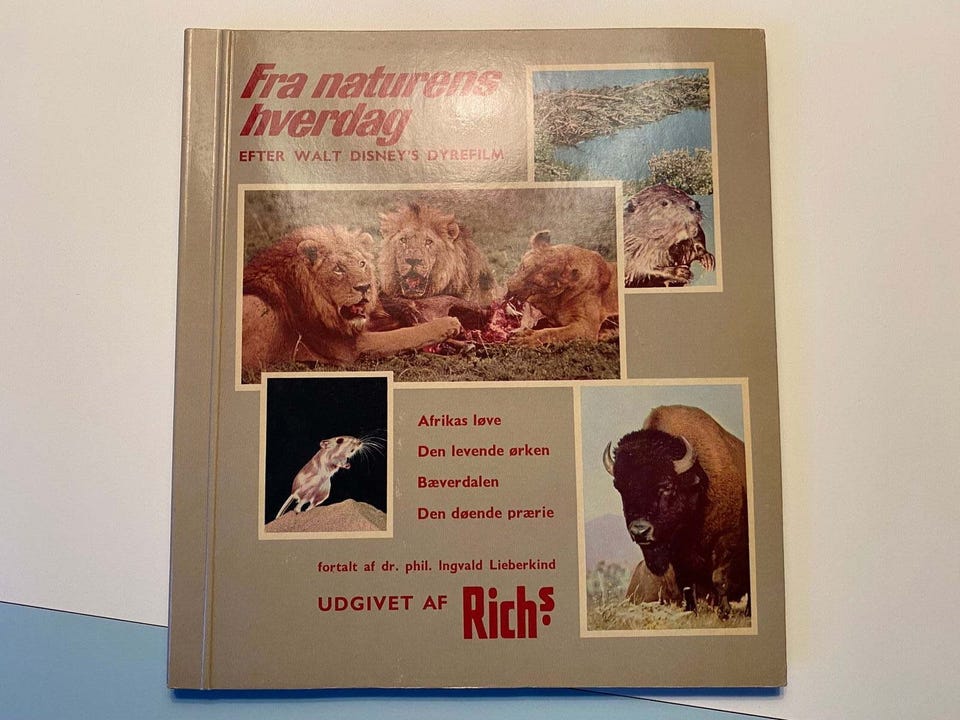 Fra naturens
hverdag
EFTER WALT DISNEY'S DYREFILM
Afrikas løve
Den levende ørken
Bæverdalen
Den døende prærie
fortalt af dr. phil. Ingvald Lieberkind
UDGIVET AF Richs